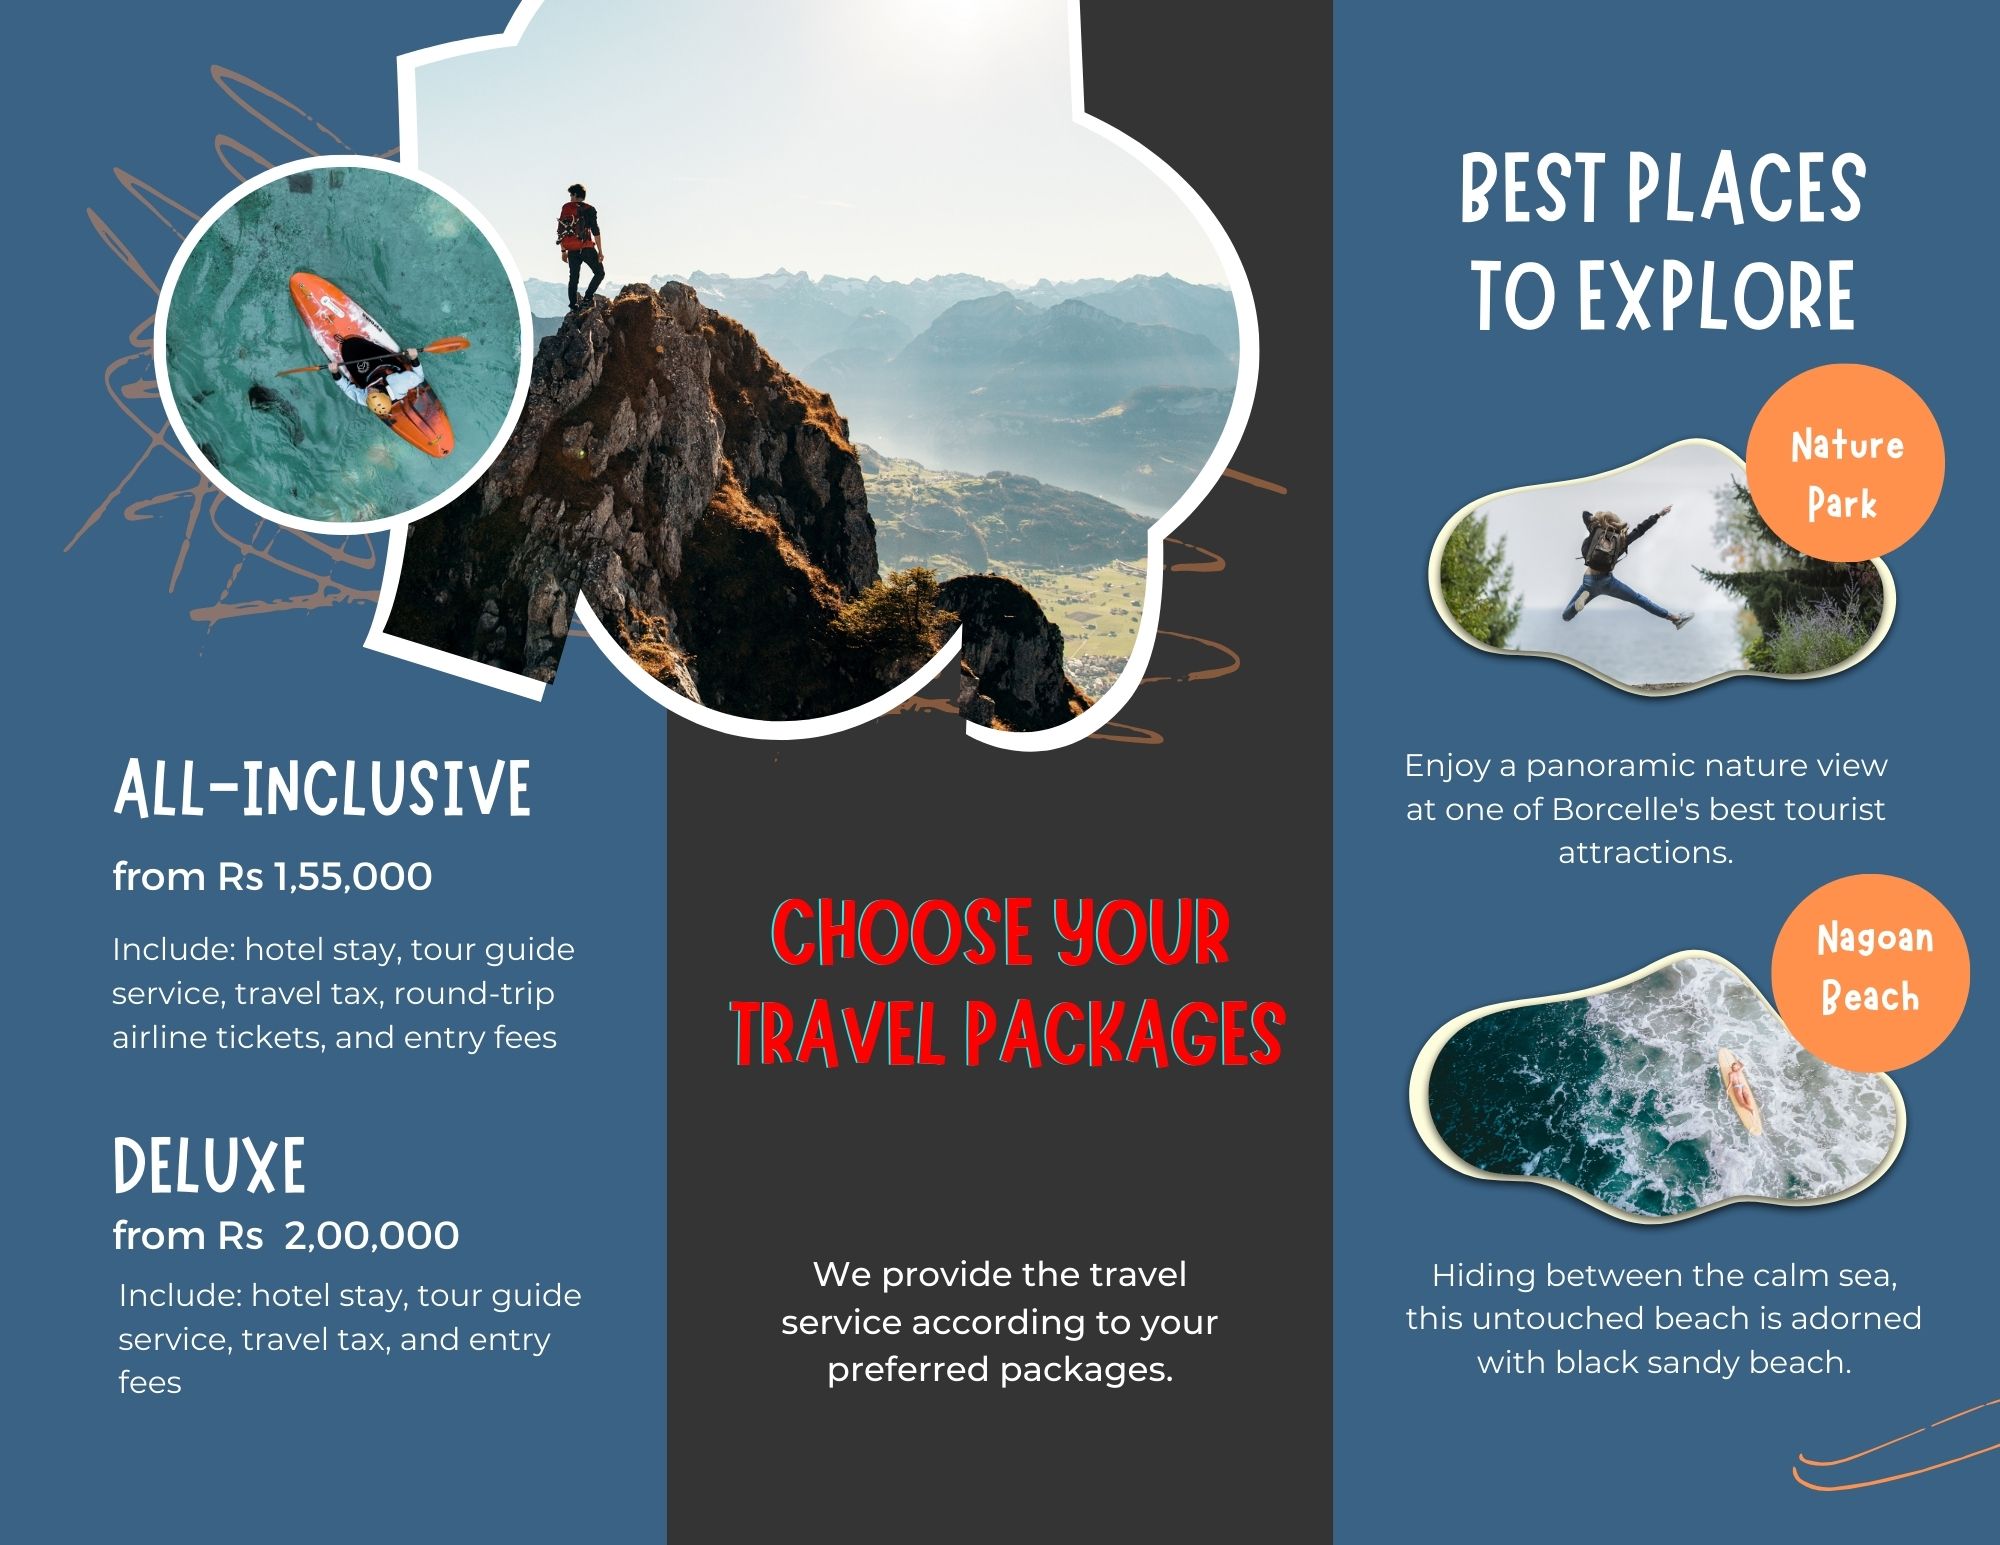 ALL-INCLUSIVE
from Rs 1,55,000
Include: hotel stay, tour guide
service, travel tax, round-trip
airline tickets, and entry fees
DELUXE
from Rs  2,00,000
Include: hotel stay, tour guide
service, travel tax, and entry
fees
CHOOSE YOUR
TRAVEL PACKAGES
We provide the travel
service according to your
preferred packages.
BEST PLACES
TO EXPLORE
Nature
Park
Enjoy a panoramic nature view
at one of Borcelle's best tourist
attractions.
Nagoan
Beach
Hiding between the calm sea,
this untouched beach is adorned
with black sandy beach.